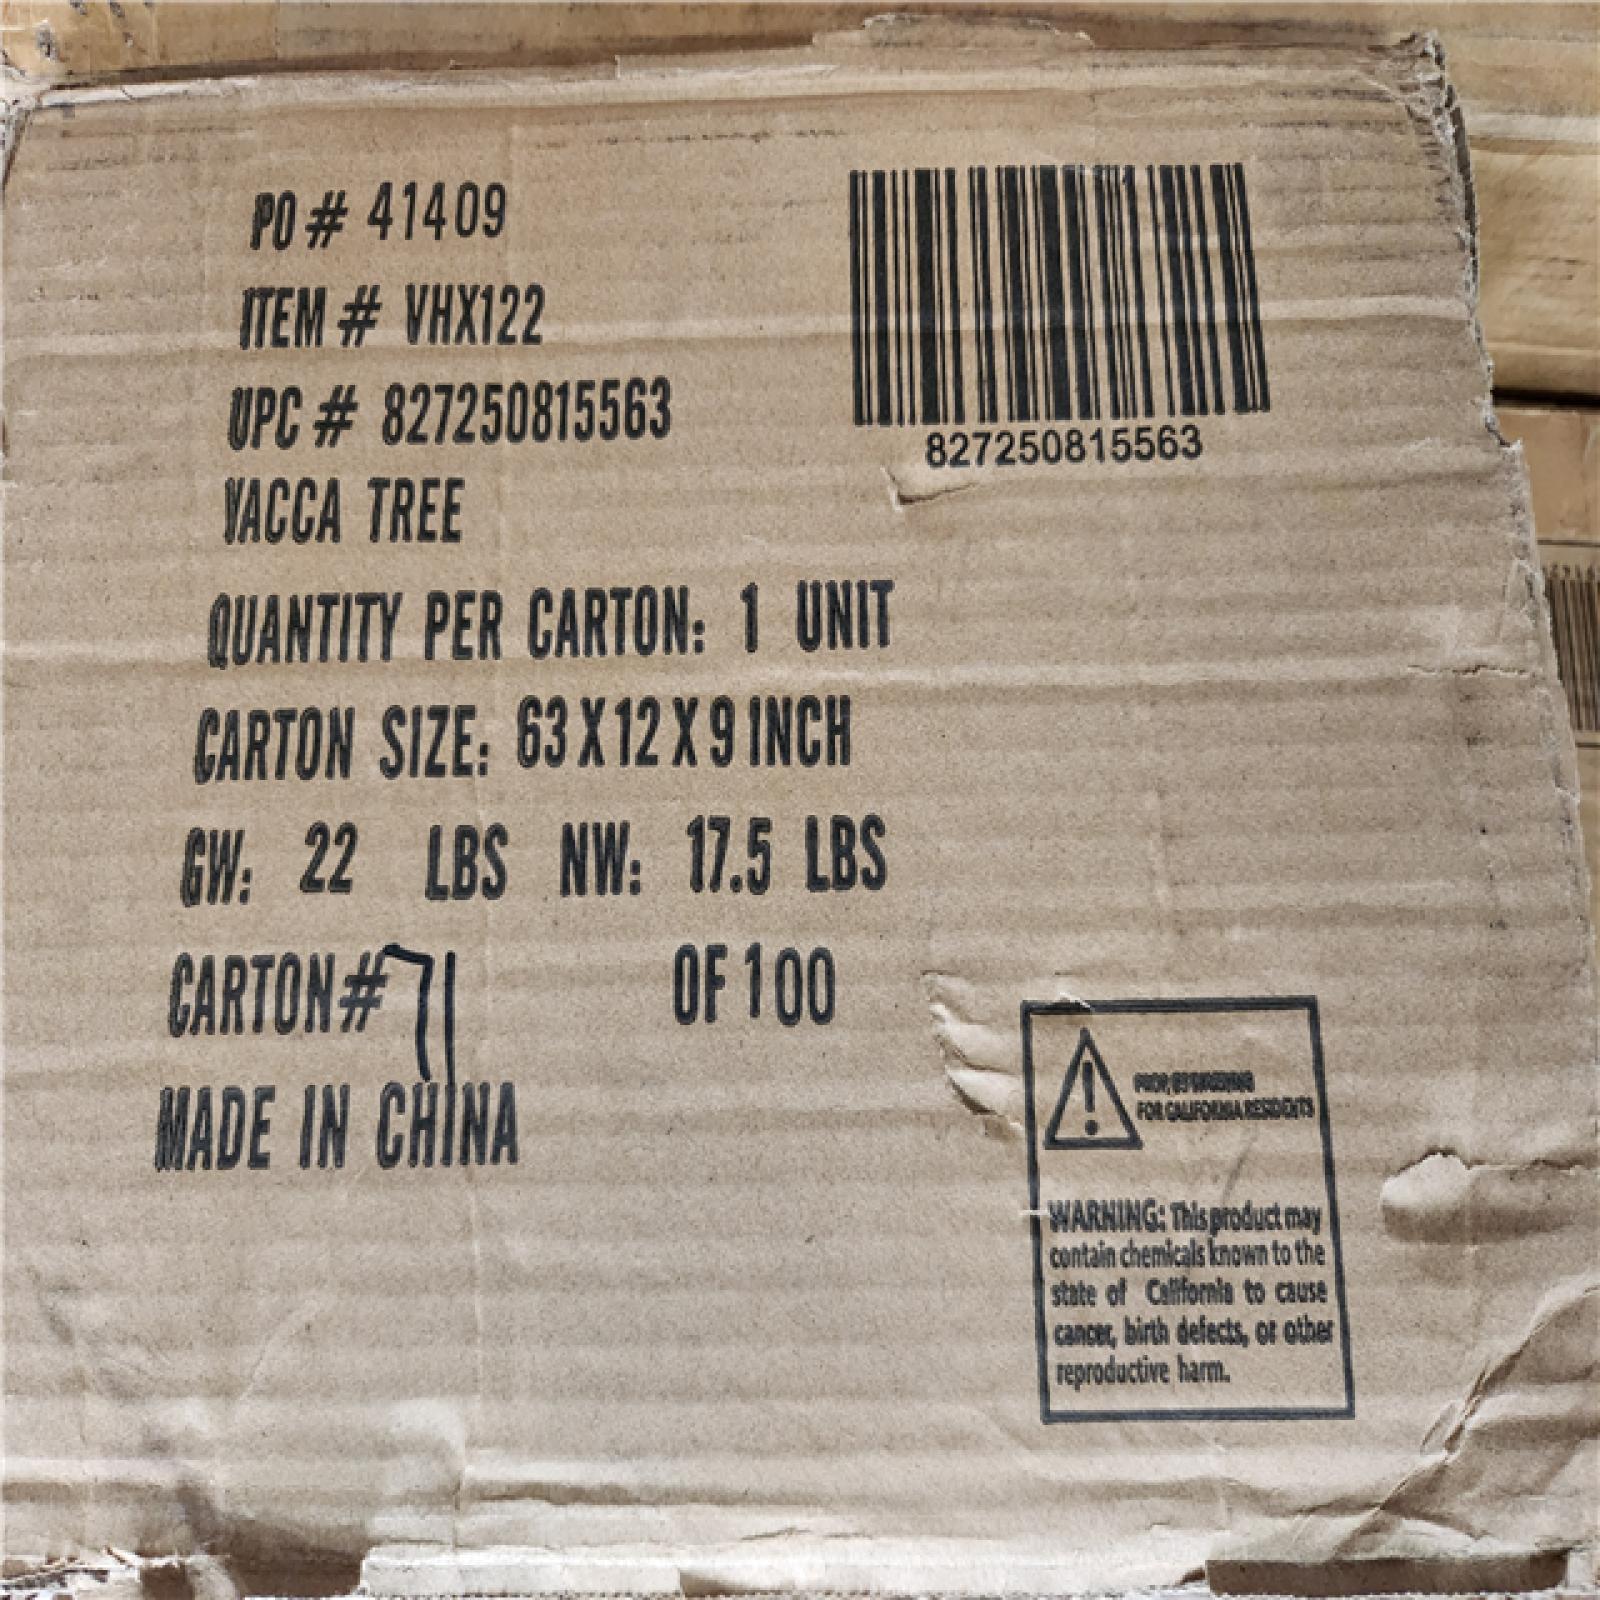 PO # 41409
ITEM # VHX122
UPC # 827250815563
827250815563
YACCA TREE
QUANTITY PER CARTON: 1 UNIT
CARTON SIZE: 63 X 12 X 9 INCH
GW: 22 LBS NW: 17.5 LBS
CARTON# 71 OF 100
MADE IN CHINA
PROP, 65 WARNING
FOR CALIFORNIA RESIDENTS
WARNING: This product may
contain chemicals known to the
state of California to cause
cancer, birth defects, or other
reproductive harm.